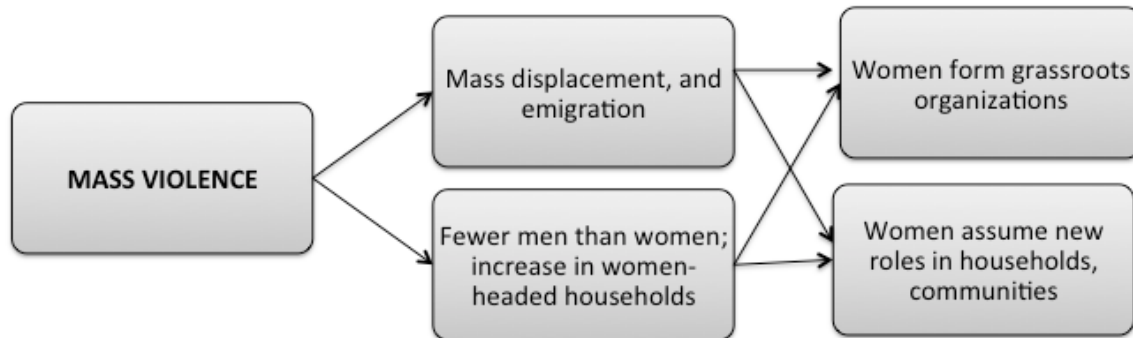 MASS VIOLENCE
Mass displacement, and
emigration
Fewer men than women;
increase in women-
headed households
Women form grassroots
organizations
Women assume new
roles in households,
communities